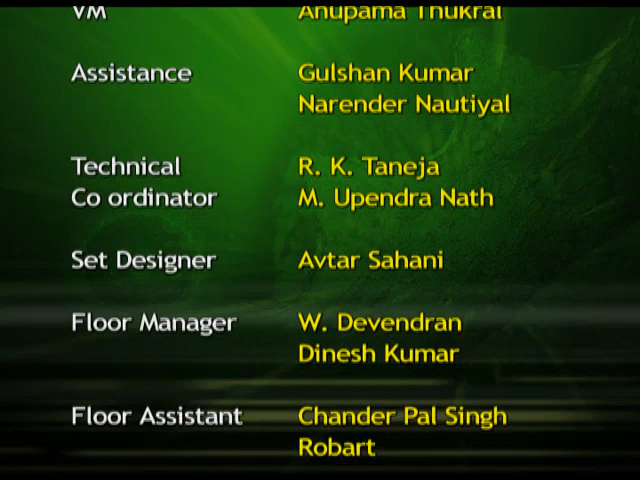 VM Anupama Thukral
Assistance Gulshan Kumar
Narender Nautiyal
Technical R. K. Taneja
Co ordinator M. Upendra Nath
Set Designer Avtar Sahani
Floor Manager W. Devendran
Dinesh Kumar
Floor Assistant Chander Pal Singh
Robart